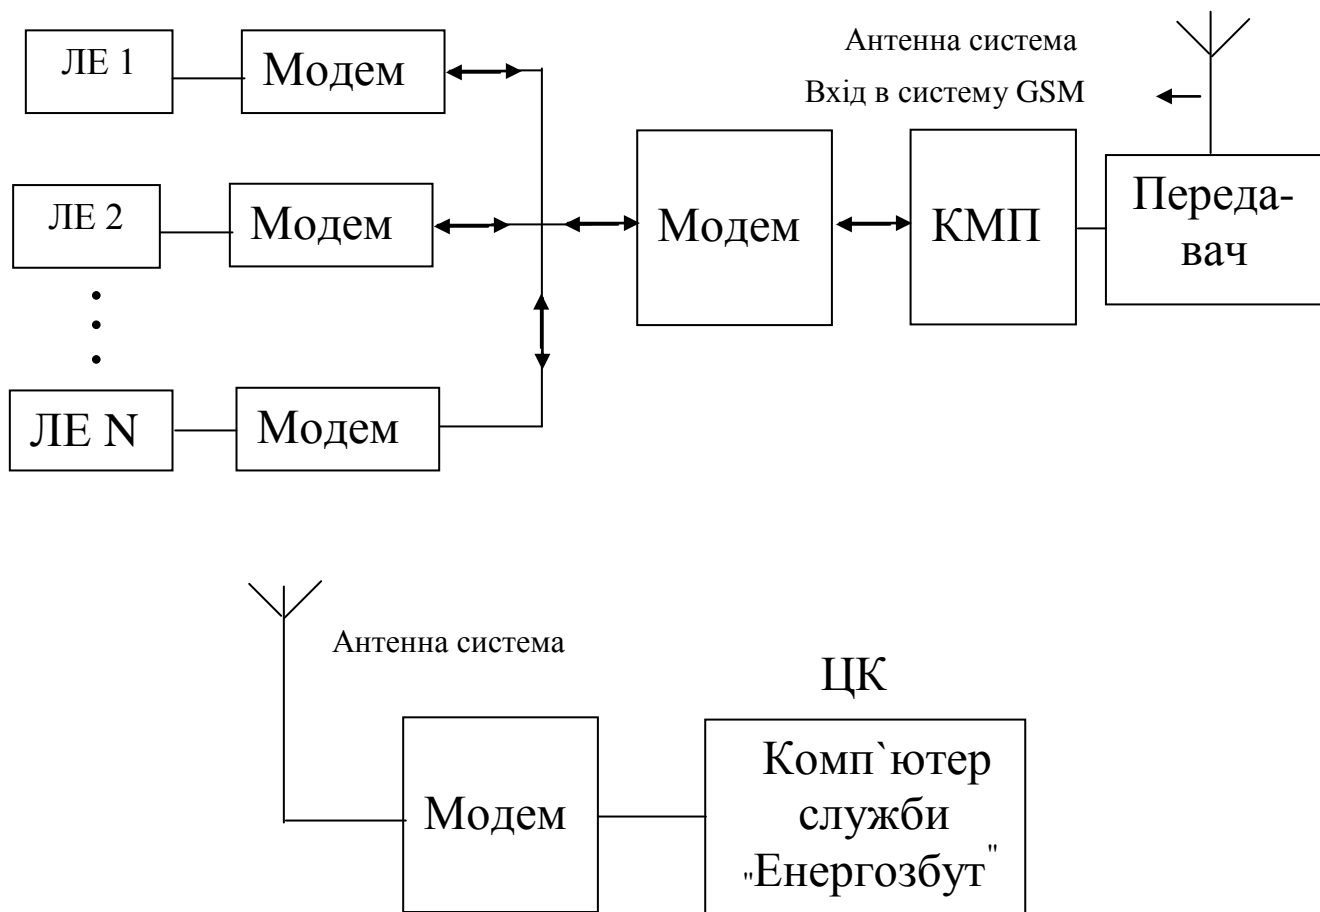 ЛЕ 1
Модем
Антенна система
Вхід в систему GSM
ЛЕ 2
Модем
Модем
КМП
Переда-
вач
ЛЕ N
Модем
Антенна система
ЦК
Модем
Комп`ютер
служби
"Енергозбут"